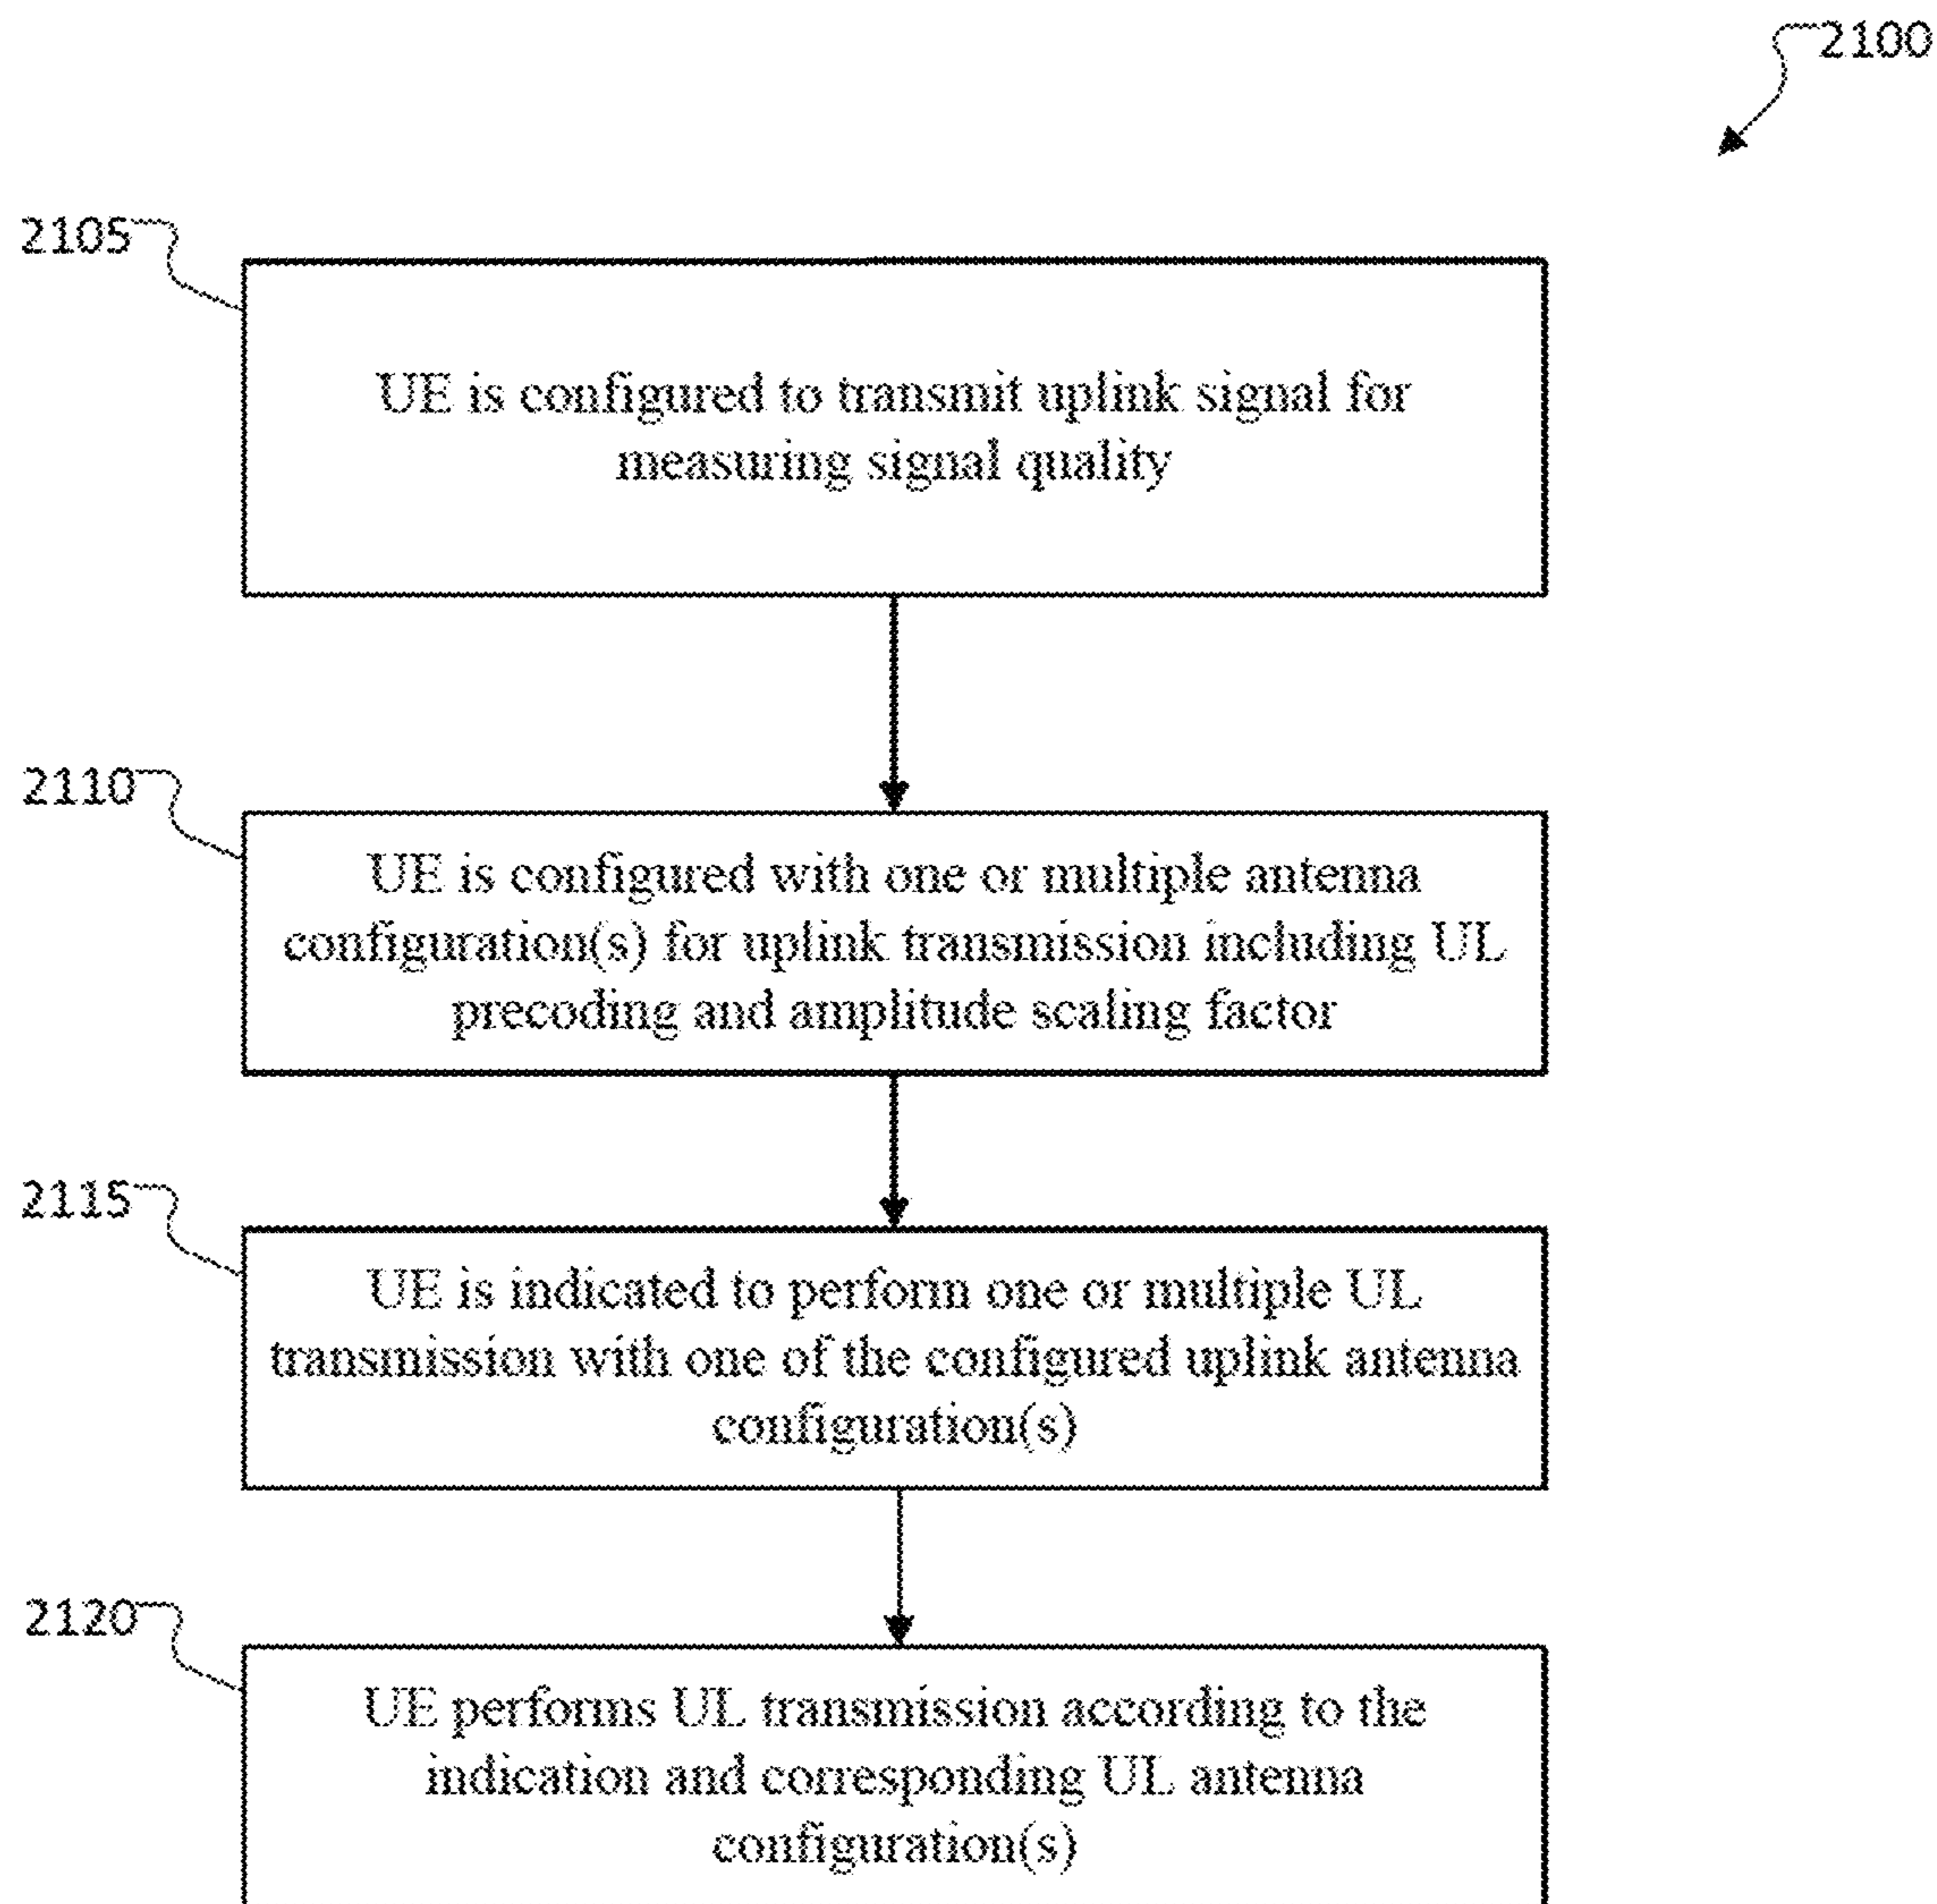 2100
2105
UE is configured to transmit uplink signal for
measuring signal quality
2110
UE is configured with one or multiple antenna
configuration(s) for uplink transmission including UL
precoding and amplitude scaling factor
2115
UE is indicated to perform one or multiple UL
transmission with one of the configured uplink antenna
configuration(s)
2120
UE performs UL transmission according to the
indication and corresponding UL antenna
configuration(s)